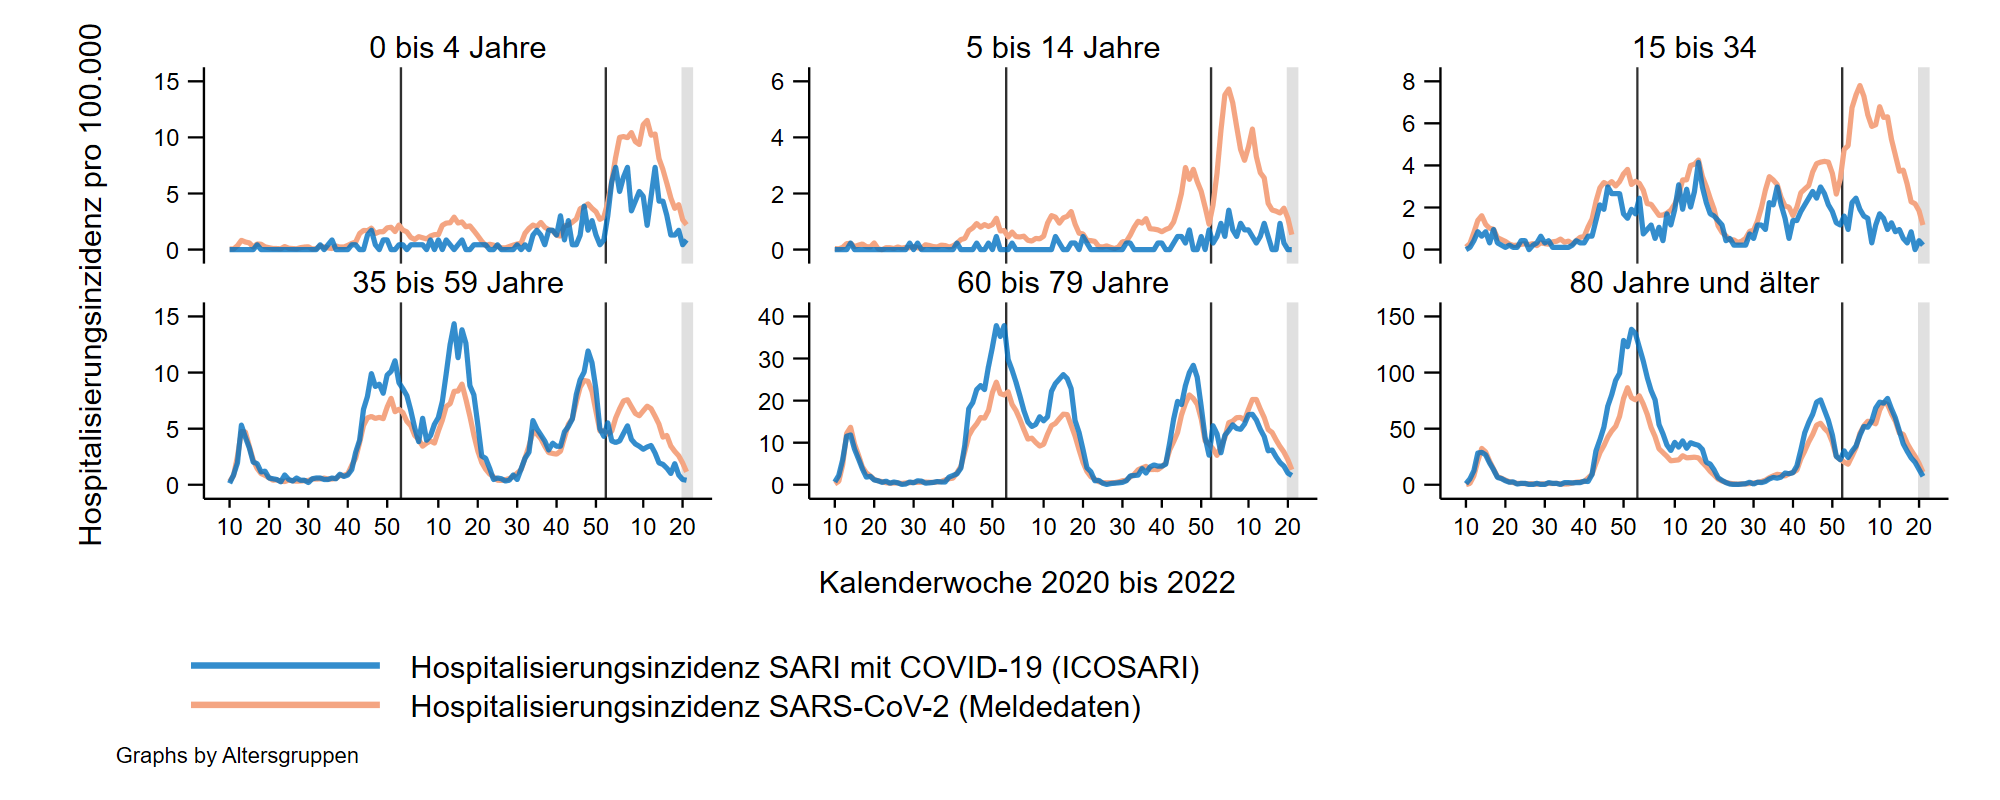 Hospitalisierungsinzidenz pro 100.000
0 bis 4 Jahre
15
10
5
0
5 bis 14 Jahre
6
4
2
0
15 bis 34
8
6
4
2
0
35 bis 59 Jahre
15
10
5
0
10 20 30 40 50 10 20 30 40 50 10 20
60 bis 79 Jahre
40
30
20
10
0
10 20 30 40 50 10 20 30 40 50 10 20
80 Jahre und älter
150
100
50
0
10 20 30 40 50 10 20 30 40 50 10 20
Kalenderwoche 2020 bis 2022
Hospitalisierungsinzidenz SARI mit COVID-19 (ICOSARI)
Hospitalisierungsinzidenz SARS-CoV-2 (Meldedaten)
Graphs by Altersgruppen